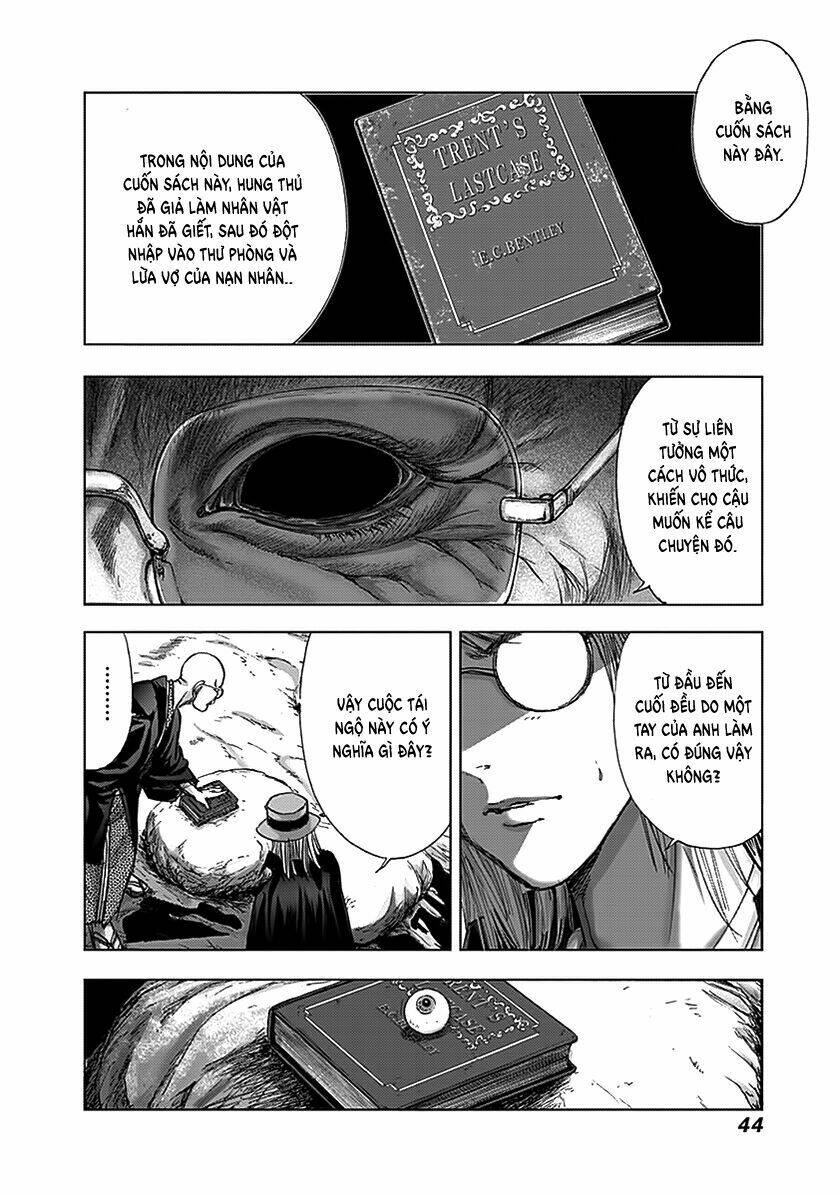 BẰNG
CUỐN SÁCH
NÀY ĐÂY.
TRENT'S
LASTCASE
E.C.BENTLEY
TRONG NỘI DUNG CỦA
CUỐN SÁCH NÀY, HUNG THỦ
ĐÃ GIẢ LÀM NHÂN VẬT
HẮN ĐÃ GIẾT, SAU ĐÓ ĐỘT
NHẬP VÀO THƯ PHÒNG VÀ
LỪA VỢ CỦA NẠN NHÂN..
TỪ SỰ LIÊN
TƯỞNG MỘT
CÁCH VÔ THỨC,
KHIẾN CHO CẬU
MUỐN KỂ CÂU
CHUYỆN ĐÓ.
TỪ ĐẦU ĐẾN
CUỐI ĐỀU DO MỘT
TAY CỦA ANH LÀM
RA, CÓ ĐÚNG VẬY
KHÔNG?
VẬY CUỘC TÁI
NGỘ NÀY CÓ Ý
NGHĨA GÌ ĐÂY?
.........
TRENT'S
CASE
44